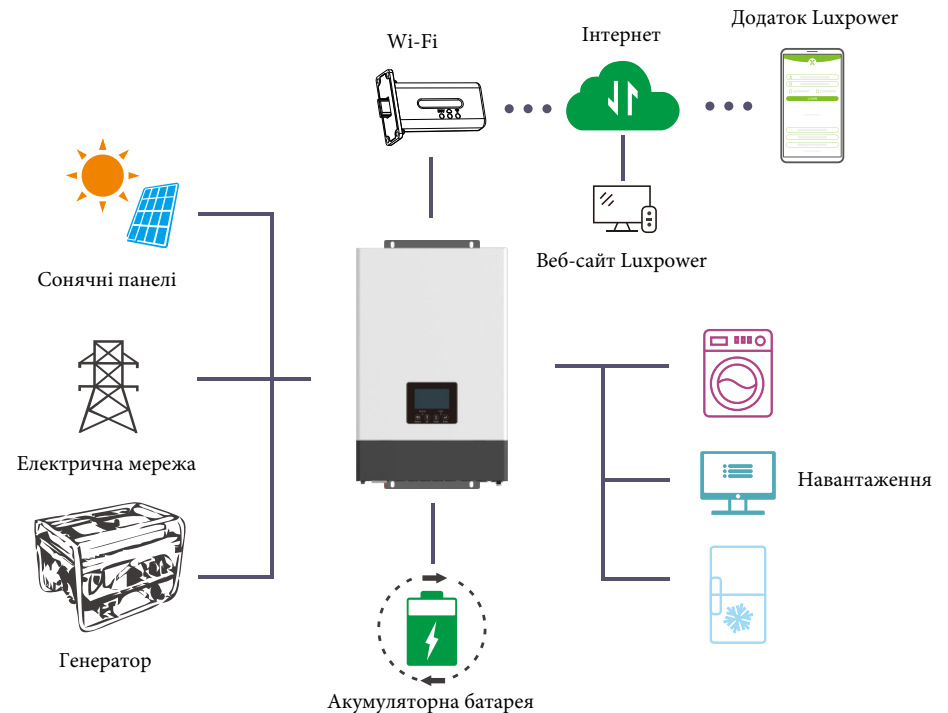 Wi-Fi
Інтернет
Додаток Luxpower
Веб-сайт Luxpower
Сонячні панелі
Електрична мережа
Навантаження
Генератор
Акумуляторна батарея